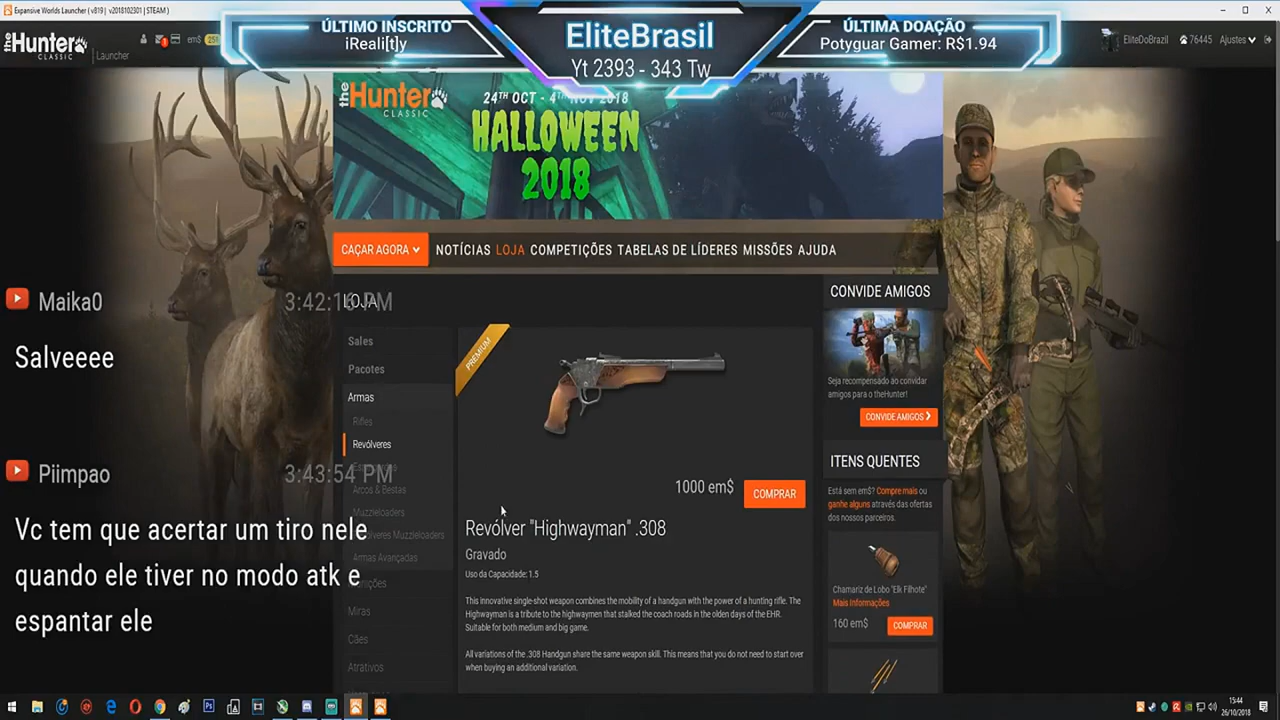 Expansive Worlds Launcher ( v819 | v2018102301 | STEAM )
theHunter
CLASSIC
Launcher
em$ 251
ÚLTIMO INSCRITO
iReali[t]y
EliteBrasil
Yt 2393 - 343 Tw
ÚLTIMA DOAÇÃO
Potyguar Gamer: R$1.94
EliteDoBrazil
76445
Ajustes
theHunter
CLASSIC
24TH OCT - 4TH NOV 2018
HALLOWEEN
2018
CAÇAR AGORA
NOTÍCIAS LOJA COMPETIÇÕES TABELAS DE LÍDERES MISSÕES AJUDA
Maika0
3:42:16 PM
Salveeee
Piimpao
3:43:54 PM
Vc tem que acertar um tiro nele
quando ele tiver no modo atk e
espantar ele
LOJA
Sales
Pacotes
Armas
Rifles
Revólveres
Arcos & Bestas
Muzzleloaders
Revólveres Muzzleloaders
Armas Avançadas
Munições
Miras
Cães
Atrativos
PREMIUM
1000 em$
COMPRAR
Revólver "Highwayman" .308
Gravado
Uso da Capacidade: 1.5
This innovative single-shot weapon combines the mobility of a handgun with the power of a hunting rifle. The
Highwayman is a tribute to the highwaymen that stalked the coach roads in the olden days of the EHR.
Suitable for both medium and big game.
All variations of the .308 Handgun share the same weapon skill. This means that you do not need to start over
when buying an additional variation.
CONVIDE AMIGOS
Seja recompensado ao convidar
amigos para o theHunter!
CONVIDE AMIGOS
ITENS QUENTES
Está sem em$? Compre mais ou
ganhe alguns através das ofertas
dos nossos parceiros.
Chamariz de Lobo "Elk Filhote"
Mais Informações
160 em$
COMPRAR
15:44
26/10/2018